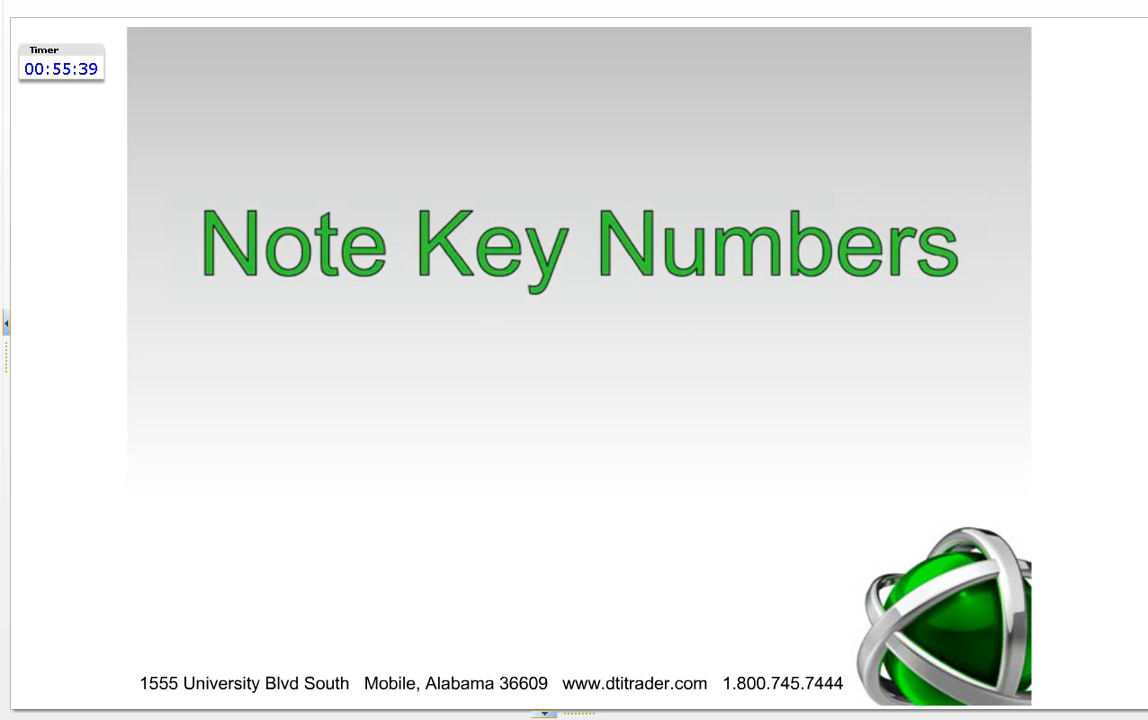 Timer
00:55:39
Note Key Numbers
1555 University Blvd South Mobile, Alabama 36609 www.dtitrader.com 1.800.745.7444